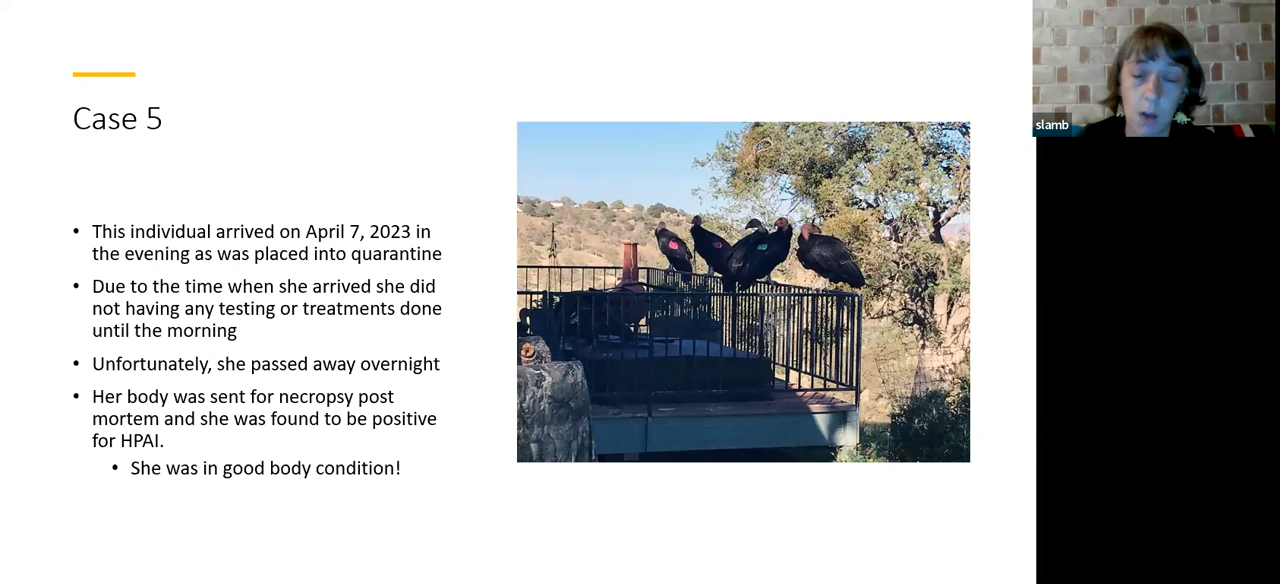 Case 5
• This individual arrived on April 7, 2023 in
the evening as was placed into quarantine
• Due to the time when she arrived she did
not having any testing or treatments done
until the morning
• Unfortunately, she passed away overnight
• Her body was sent for necropsy post
mortem and she was found to be positive
for HPAI.
• She was in good body condition!
slamb